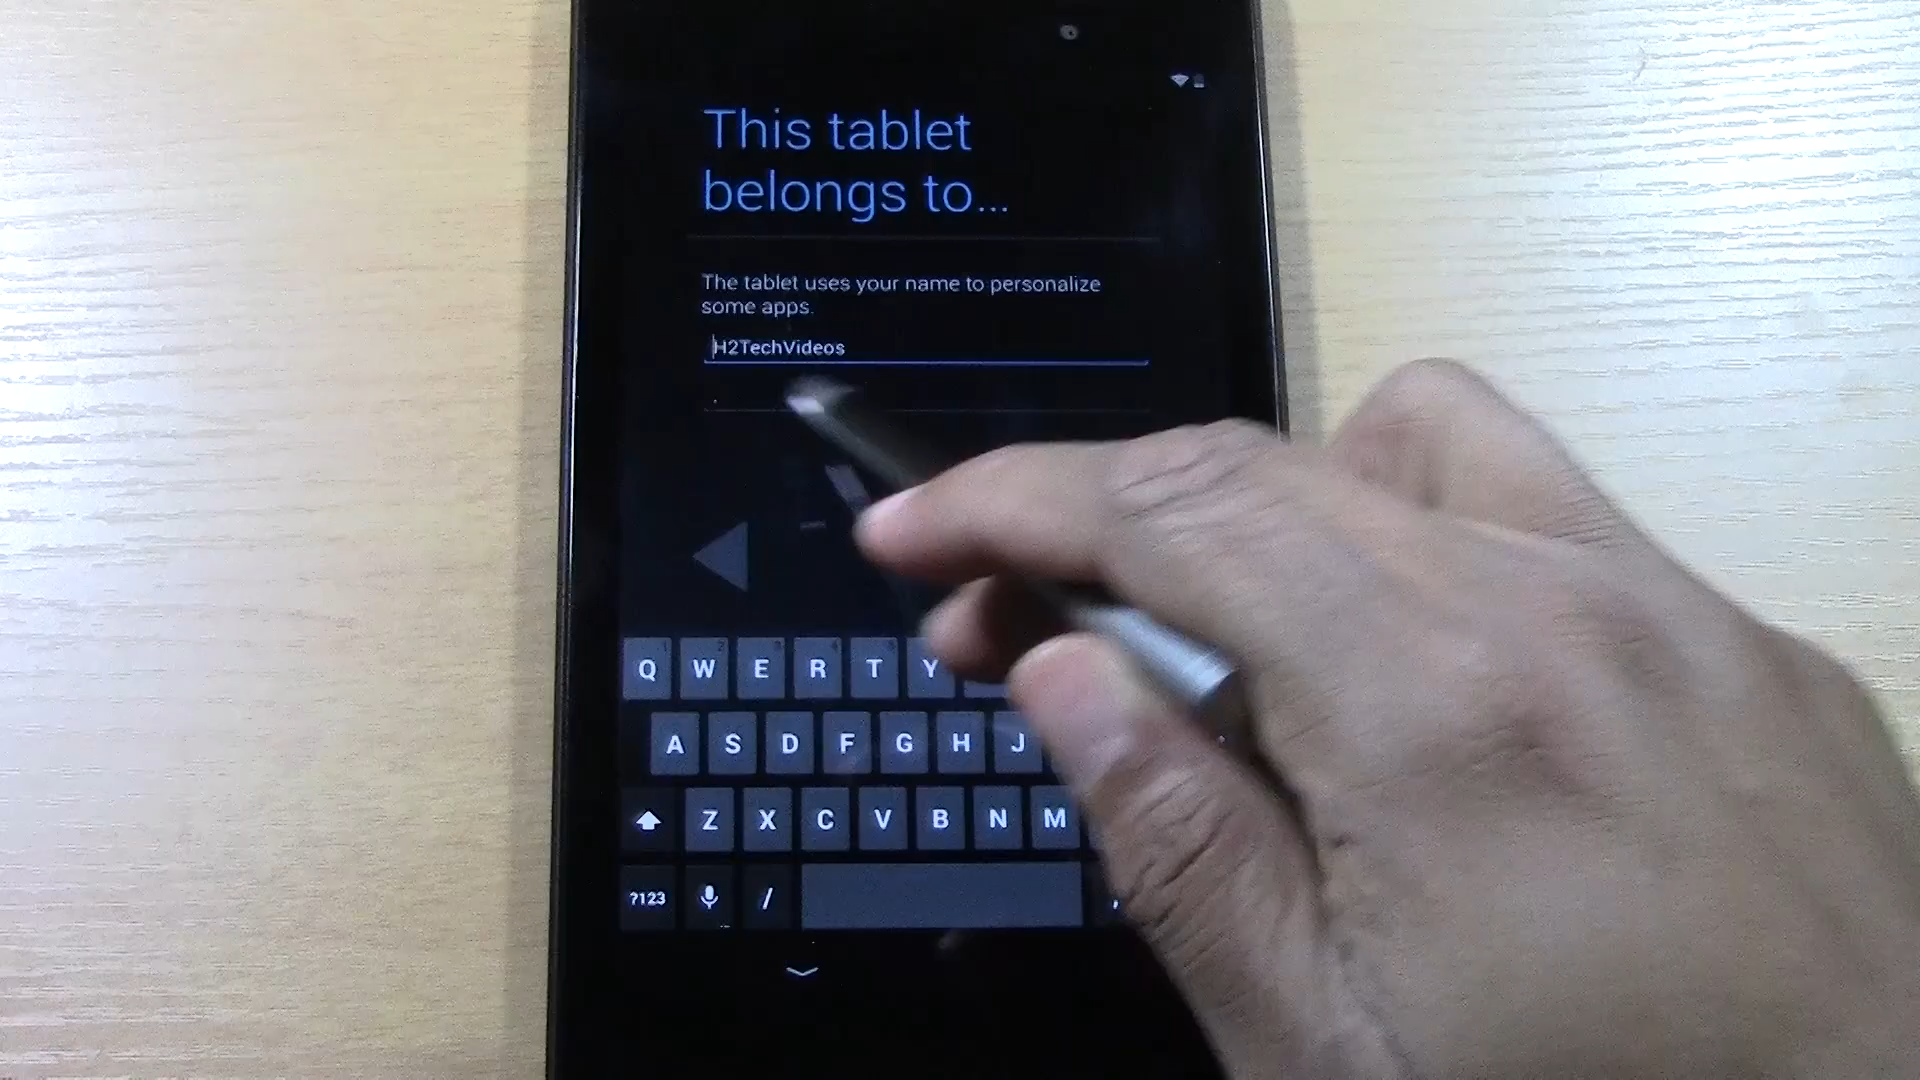 This tablet
belongs to...
The tablet uses your name to personalize
some apps.
H2TechVideos
Q W E R T Y
A S D F G H J
Z X C V B N M
?123 / ,